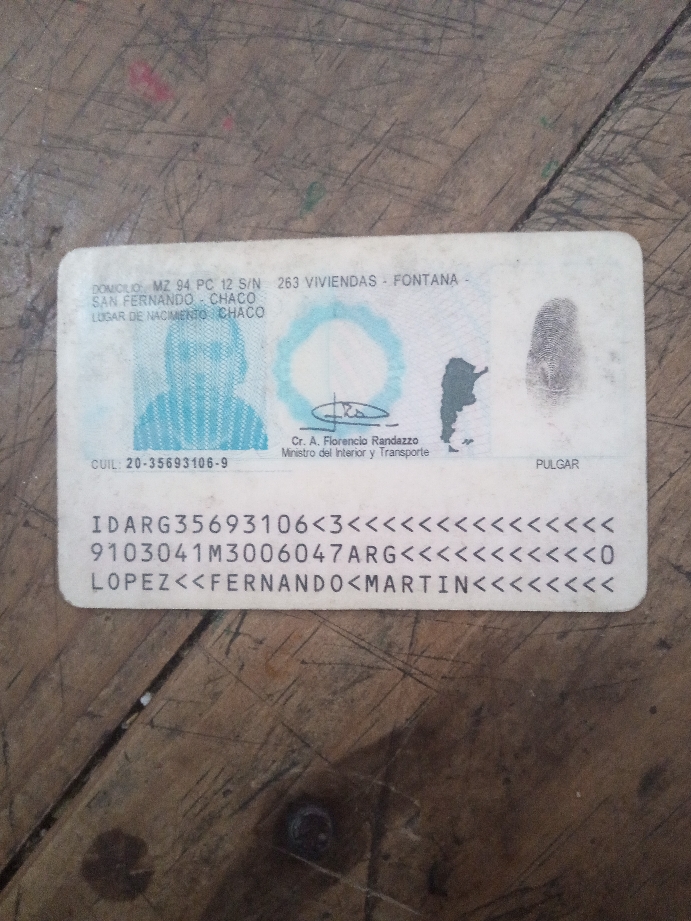 DOMICILIO: MZ 94 PC 12 S/N 263 VIVIENDAS - FONTANA -
SAN FERNANDO - CHACO
LUGAR DE NACIMIENTO: CHACO
Cr. A. Florencio Randazzo
Ministro del Interior y Transporte
CUIL: 20-35693106-9
PULGAR
IDARG35693106<3<<<<<<<<<<<<<<<
9103041M3006047ARG<<<<<<<<<<<0
LOPEZ<<FERNANDO<MARTIN<<<<<<<<